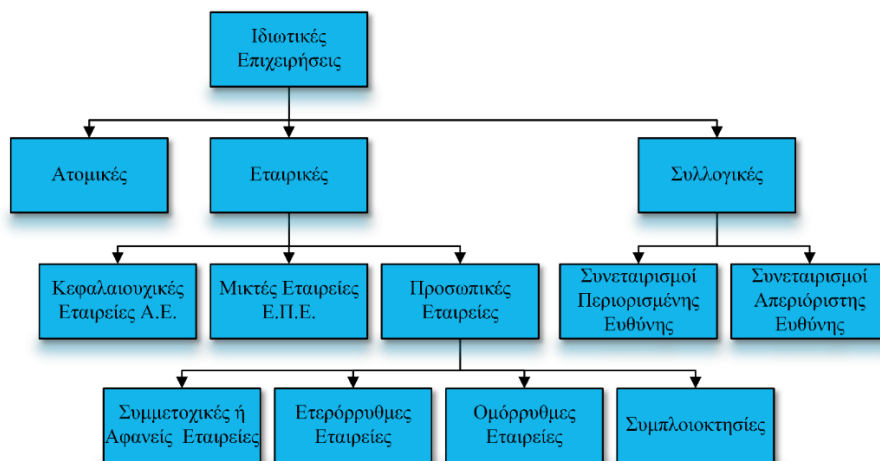 Ιδιωτικές
Επιχειρήσεις
Ατομικές
Εταιρικές
Συλλογικές
Κεφαλαιουχικές
Εταιρείες Α.Ε.
Μικτές Εταιρείες
Ε.Π.Ε.
Προσωπικές
Εταιρείες
Συνεταιρισμοί
Περιορισμένης
Ευθύνης
Συνεταιρισμοί
Απεριόριστης
Ευθύνης
Συμμετοχικές ή
Αφανείς Εταιρείες
Ετερόρρυθμες
Εταιρείες
Ομόρρυθμες
Εταιρείες
Συμπλοιοκτησίες